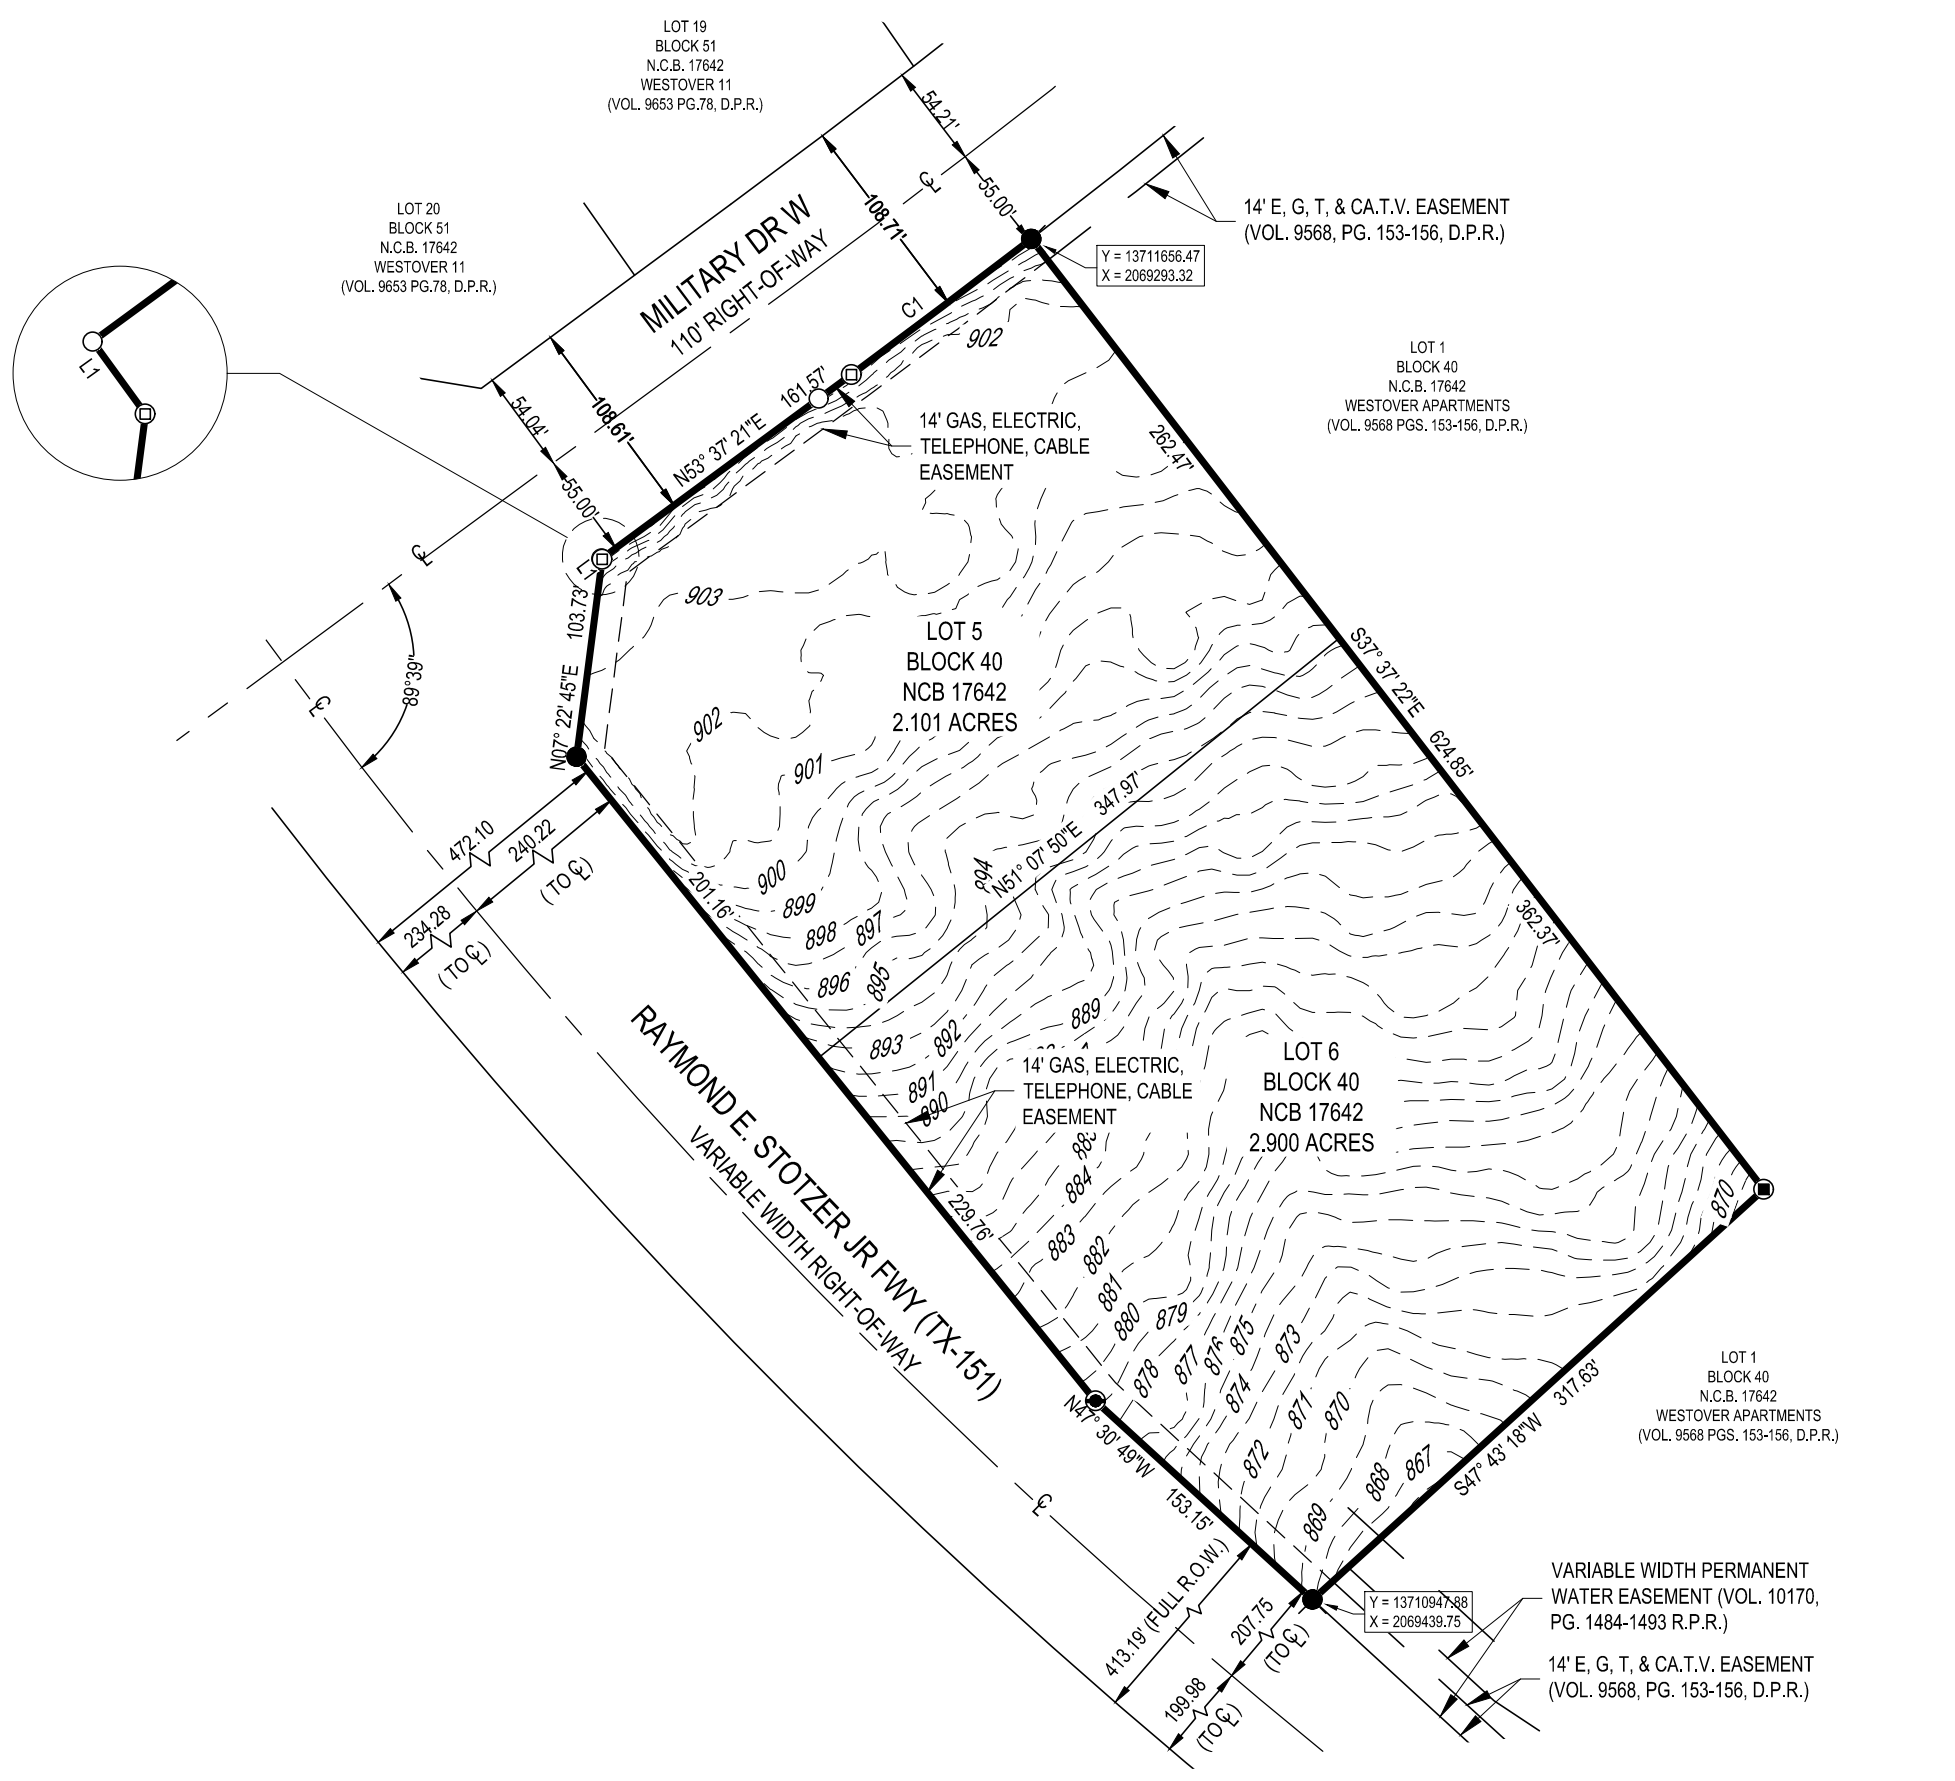 LOT 19
BLOCK 51
N.C.B. 17642
WESTOVER 11
(VOL. 9653 PG.78, D.P.R.)
LOT 20
BLOCK 51
N.C.B. 17642
WESTOVER 11
(VOL. 9653 PG.78, D.P.R.)
54.21'
55.00'
108.71'
MILITARY DR W
110' RIGHT-OF-WAY
℄
14' E, G, T, & CA.T.V. EASEMENT
(VOL. 9568, PG. 153-156, D.P.R.)
Y = 13711656.47
X = 2069293.32
C1
902
L1
LOT 1
BLOCK 40
N.C.B. 17642
WESTOVER APARTMENTS
(VOL. 9568 PGS. 153-156, D.P.R.)
54.04'
108.61'
55.00'
N53° 37' 21"E
161.57'
14' GAS, ELECTRIC,
TELEPHONE, CABLE
EASEMENT
262.47'
℄
L1
103.73'
N07° 22' 45"E
89°39"
℄
903
902
901
900
899
898
897
896
895
894
893
892
891
890
889
LOT 5
BLOCK 40
NCB 17642
2.101 ACRES
S37° 37' 22"E
624.85'
347.97'
N51° 07' 50"E
362.37'
472.10
240.22
(TO ℄)
234.28
(TO ℄)
201.16'
RAYMOND E. STOTZER JR FWY (TX-151)
VARIABLE WIDTH RIGHT-OF-WAY
14' GAS, ELECTRIC,
TELEPHONE, CABLE
EASEMENT
LOT 6
BLOCK 40
NCB 17642
2.900 ACRES
229.76'
884
883
882
881
880
879
878
877
876
875
874
873
872
871
870
869
868
867
870
N47° 30' 49"W
153.15'
℄
S47° 43' 18"W
317.63'
LOT 1
BLOCK 40
N.C.B. 17642
WESTOVER APARTMENTS
(VOL. 9568 PGS. 153-156, D.P.R.)
413.19' (FULL R.O.W.)
207.75
(TO ℄)
199.98
(TO ℄)
Y = 13710947.88
X = 2069439.75
VARIABLE WIDTH PERMANENT
WATER EASEMENT (VOL. 10170,
PG. 1484-1493 R.P.R.)
14' E, G, T, & CA.T.V. EASEMENT
(VOL. 9568, PG. 153-156, D.P.R.)